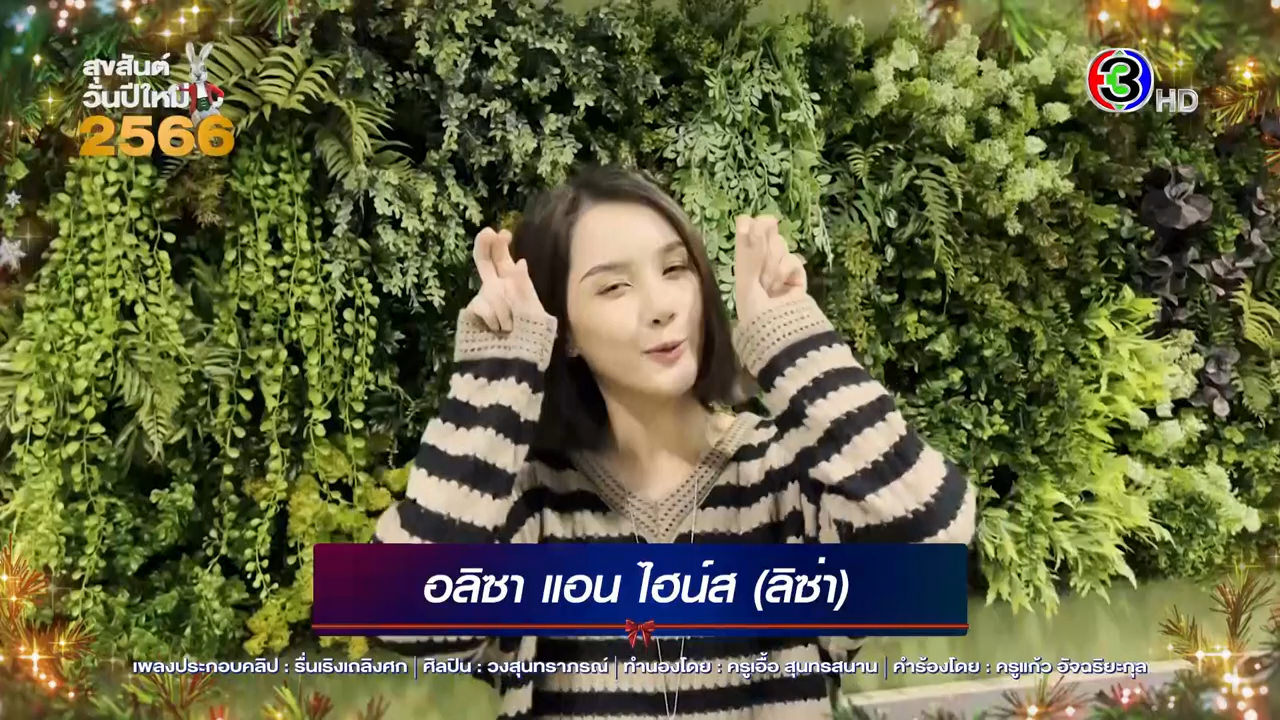 สุขสันต์
วันปีใหม่
2566
3 HD
อลิซา แอน ไฮน์ส (ลิซ่า)
เพลงประกอบคลิป : รื่นเริงเถลิงศก | ศิลปิน : วงสุนทราภรณ์ | ทำนองโดย : ครูเอื้อ สุนทรสนาน | คำร้องโดย : ครูแก้ว อัจฉริยะกุล